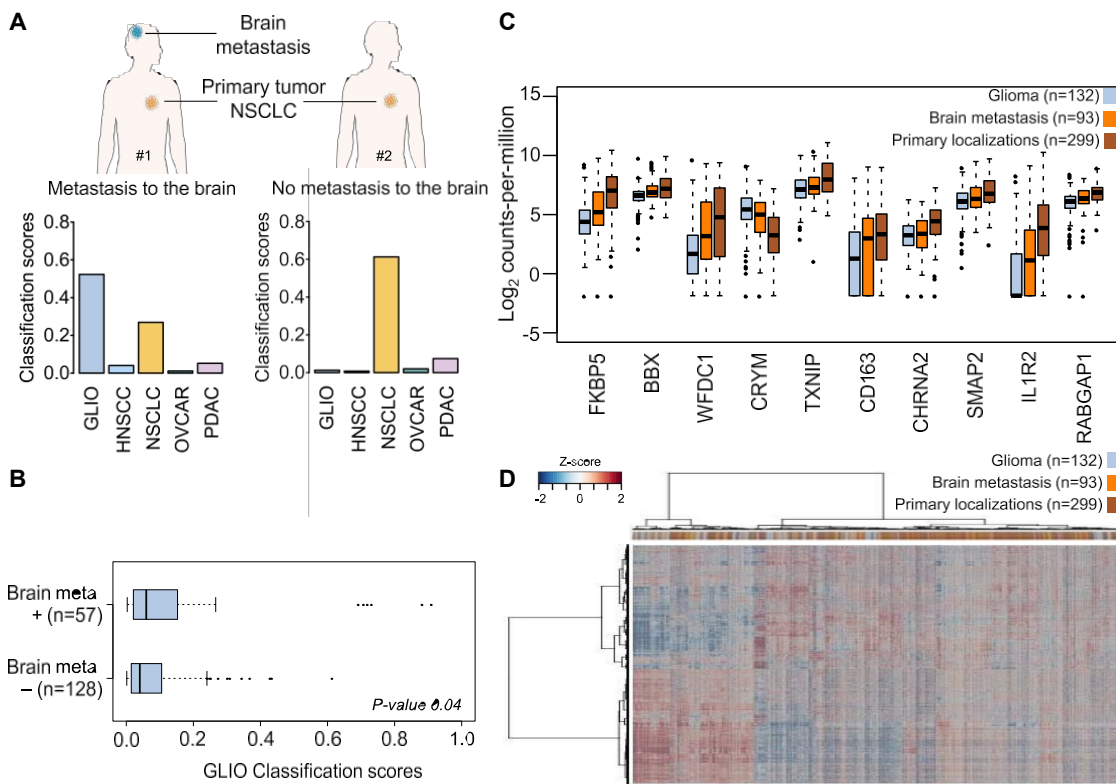 A
Brain
metastasis
Primary tumor
NSCLC
#1
#2
Metastasis to the brain
No metastasis to the brain
Classification scores
0.8
0.6
0.4
0.2
0.0
GLIO
HNSCC
NSCLC
OVCAR
PDAC
Classification scores
0.8
0.6
0.4
0.2
0.0
GLIO
HNSCC
NSCLC
OVCAR
PDAC
B
Brain meta
+ (n=57)
Brain meta
– (n=128)
P-value 0.04
0.0 0.2 0.4 0.6 0.8 1.0
GLIO Classification scores
C
Glioma (n=132)
Brain metastasis (n=93)
Primary localizations (n=299)
Log2 counts-per-million
15
10
5
0
-5
FKBP5
BBX
WFDC1
CRYM
TXNIP
CD163
CHRNA2
SMAP2
IL1R2
RABGAP1
D
Z-score
-2 0 2
Glioma (n=132)
Brain metastasis (n=93)
Primary localizations (n=299)